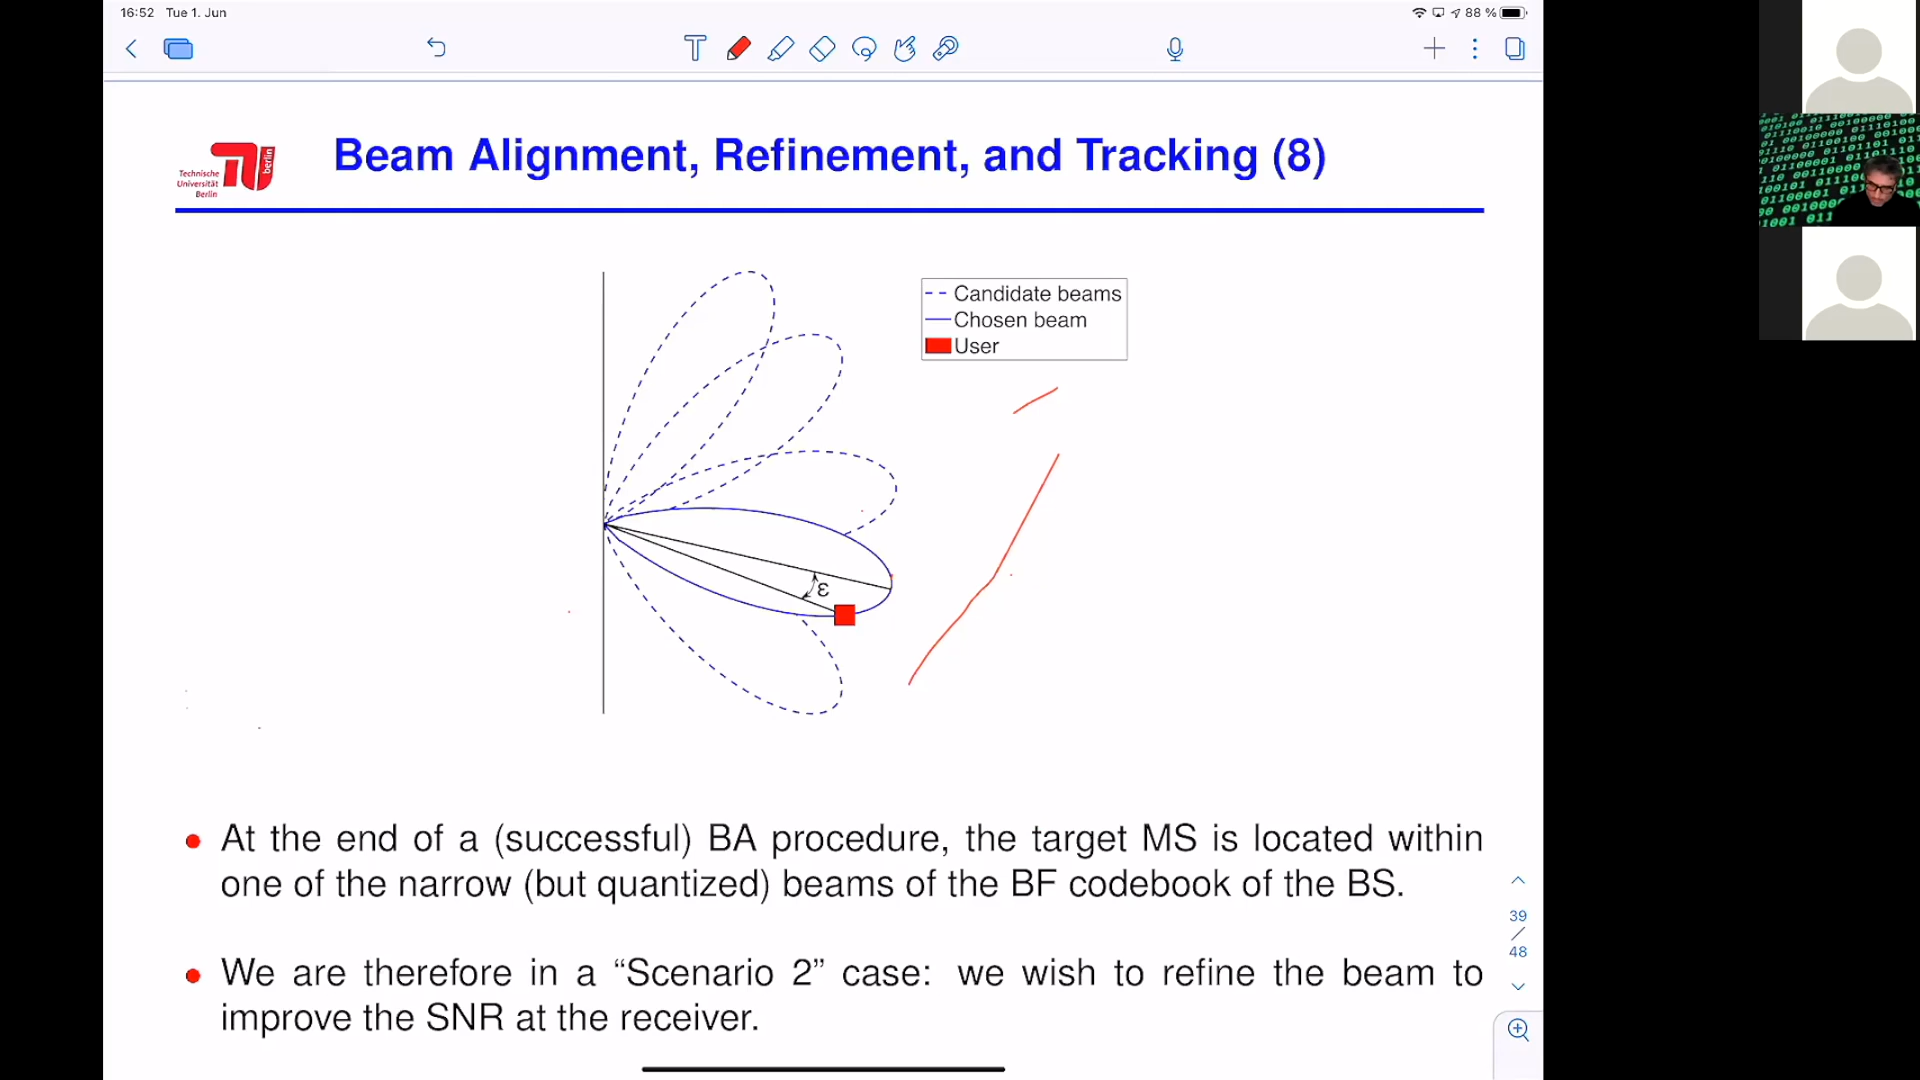 16:52 Tue 1. Jun
88 %
Technische
Universität
Berlin
berlin
Beam Alignment, Refinement, and Tracking (8)
Candidate beams
Chosen beam
User
ε
• At the end of a (successful) BA procedure, the target MS is located within
one of the narrow (but quantized) beams of the BF codebook of the BS.
• We are therefore in a “Scenario 2” case: we wish to refine the beam to
improve the SNR at the receiver.
39
48